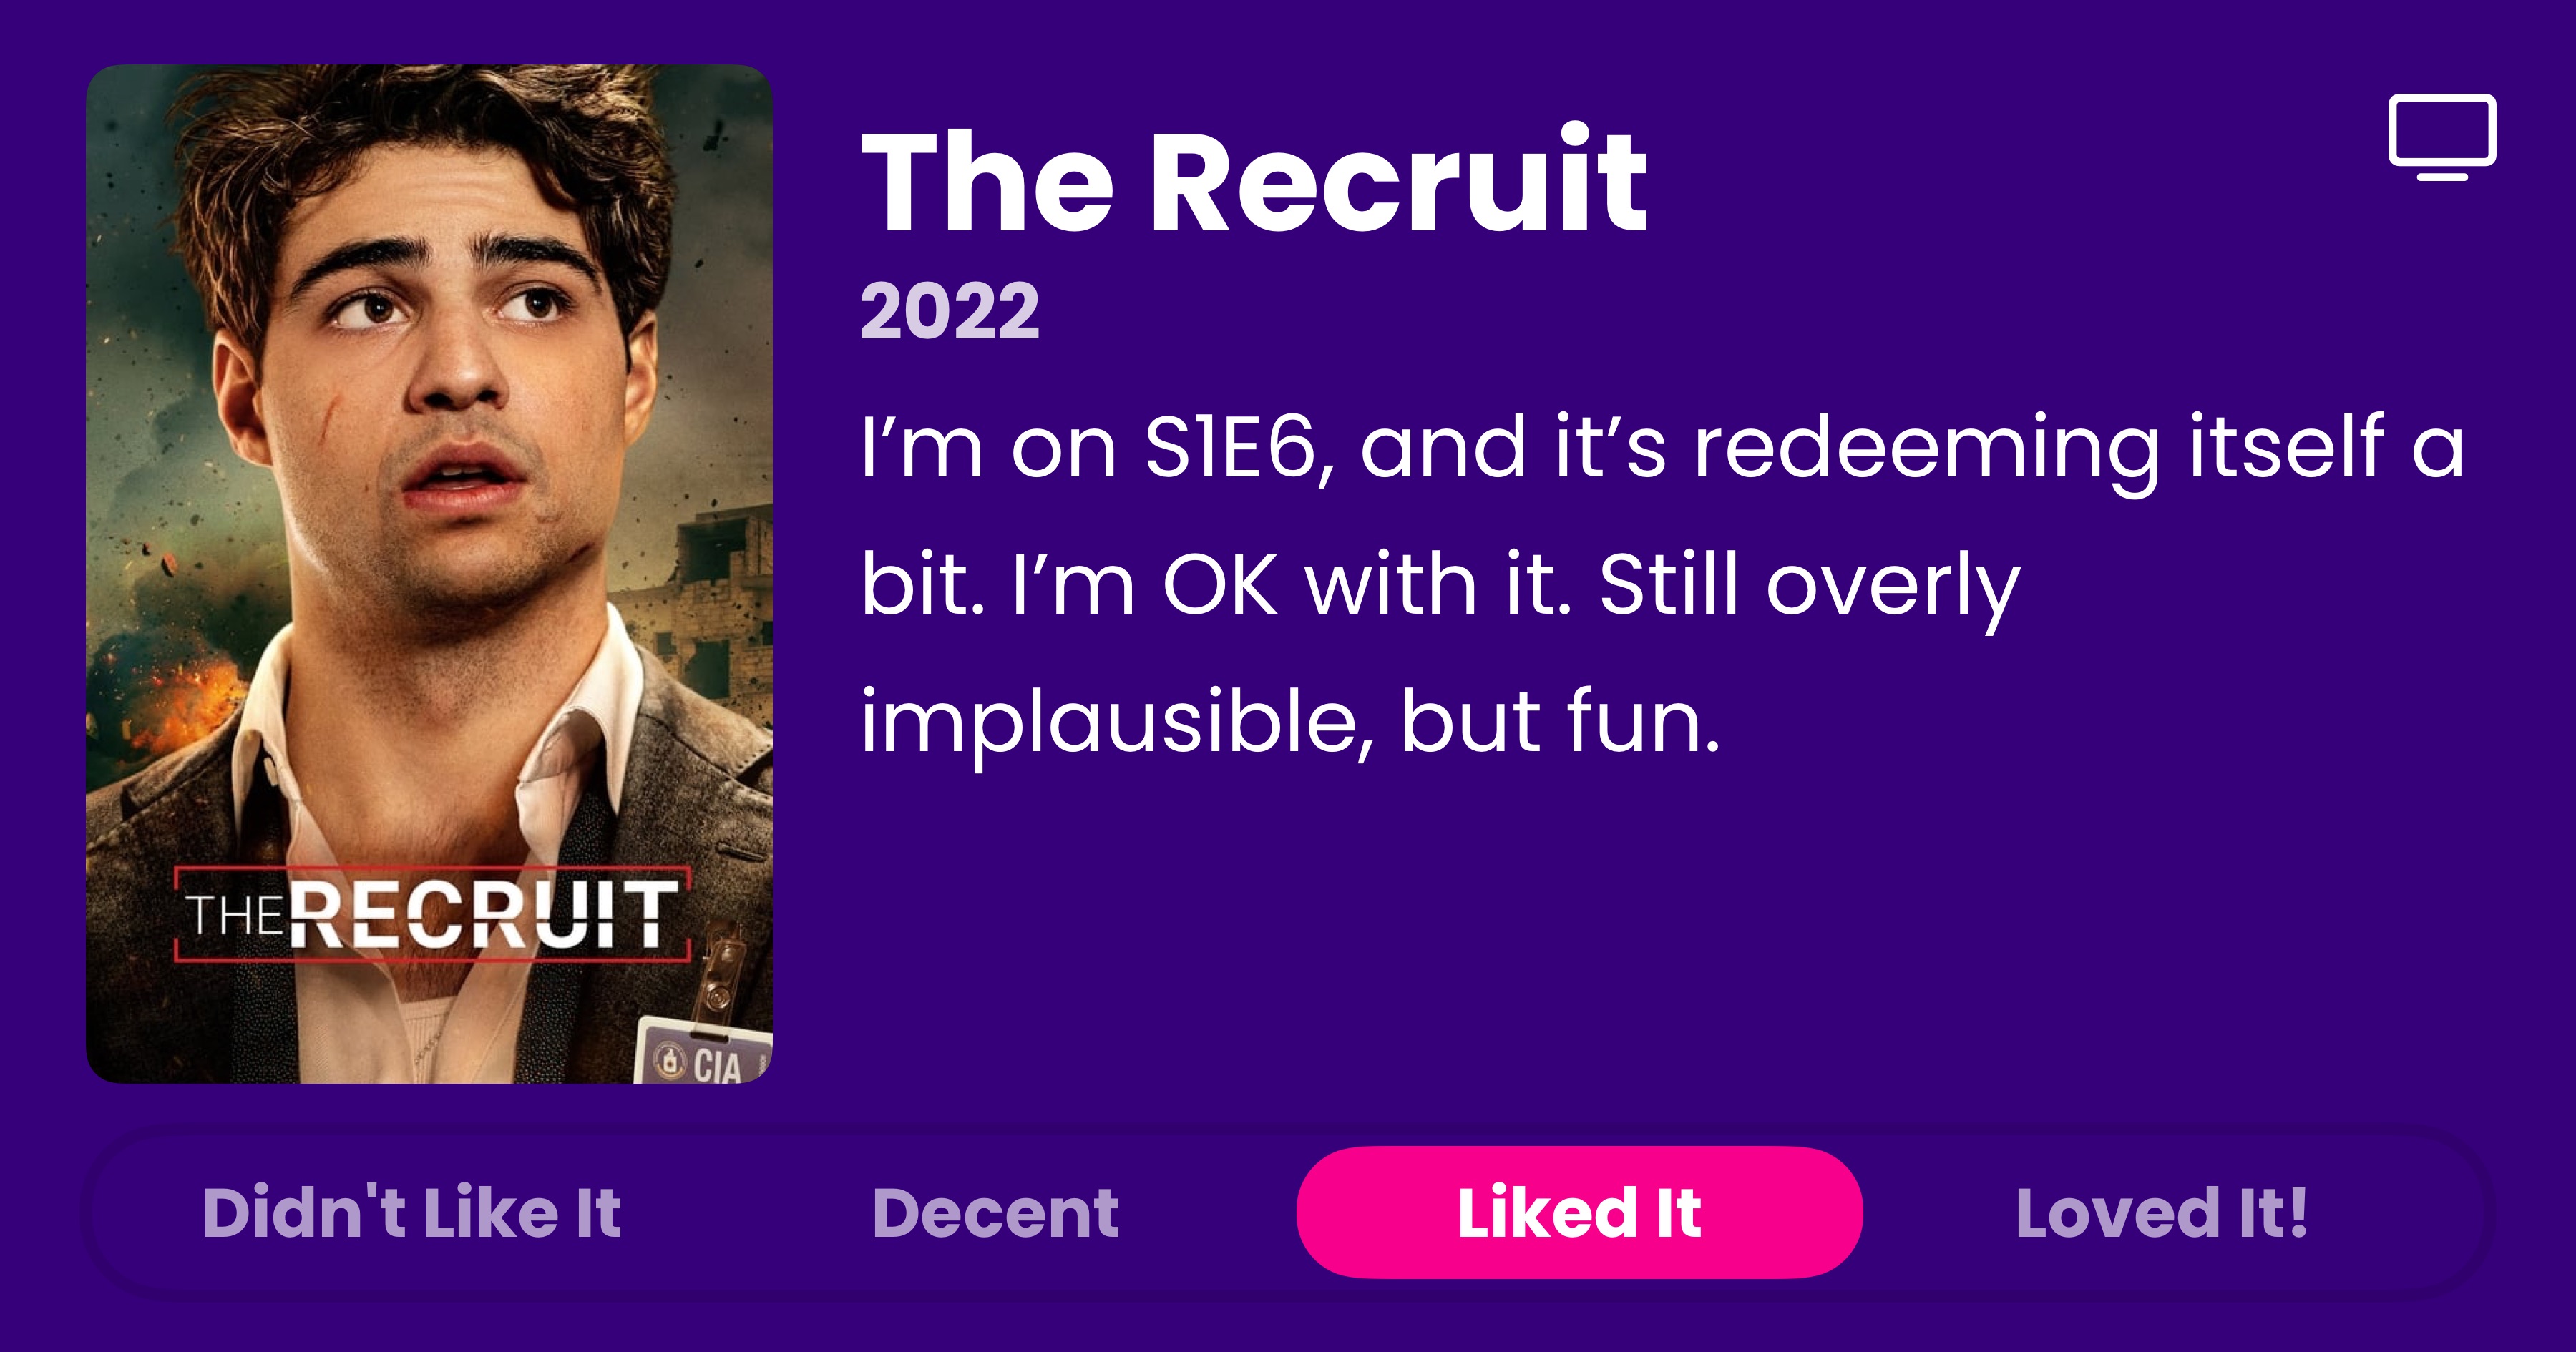 The Recruit
2022
I’m on S1E6, and it’s redeeming itself a
bit. I’m OK with it. Still overly
implausible, but fun.
THE RECRUIT
CIA
Didn't Like It
Decent
Liked It
Loved It!